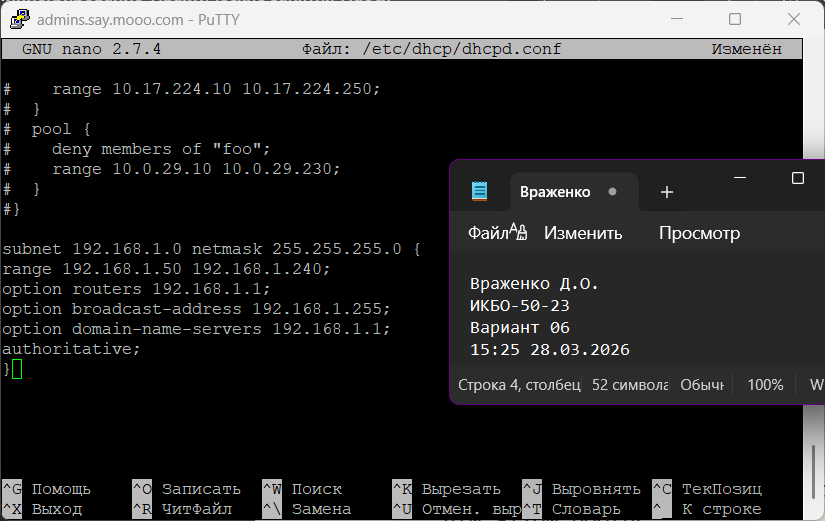 admins.say.mooo.com - PuTTY
GNU nano 2.7.4 Файл: /etc/dhcp/dhcpd.conf Изменён
#    range 10.17.224.10 10.17.224.250;
#  }
#  pool {
#    deny members of "foo";
#    range 10.0.29.10 10.0.29.230;
#  }
#}
subnet 192.168.1.0 netmask 255.255.255.0 {
range 192.168.1.50 192.168.1.240;
option routers 192.168.1.1;
option broadcast-address 192.168.1.255;
option domain-name-servers 192.168.1.1;
authoritative;
}
^G Помощь ^O Записать ^W Поиск ^K Вырезать ^J Выровнять ^C ТекПозиц
^X Выход ^R ЧитФайл ^\ Замена ^U Отмен. выр^T Словарь ^_ К строке
Враженко
Файл Изменить Просмотр
Враженко Д.О.
ИКБО-50-23
Вариант 06
15:25 28.03.2026
Строка 4, столбец 52 символа Обычн 100% W